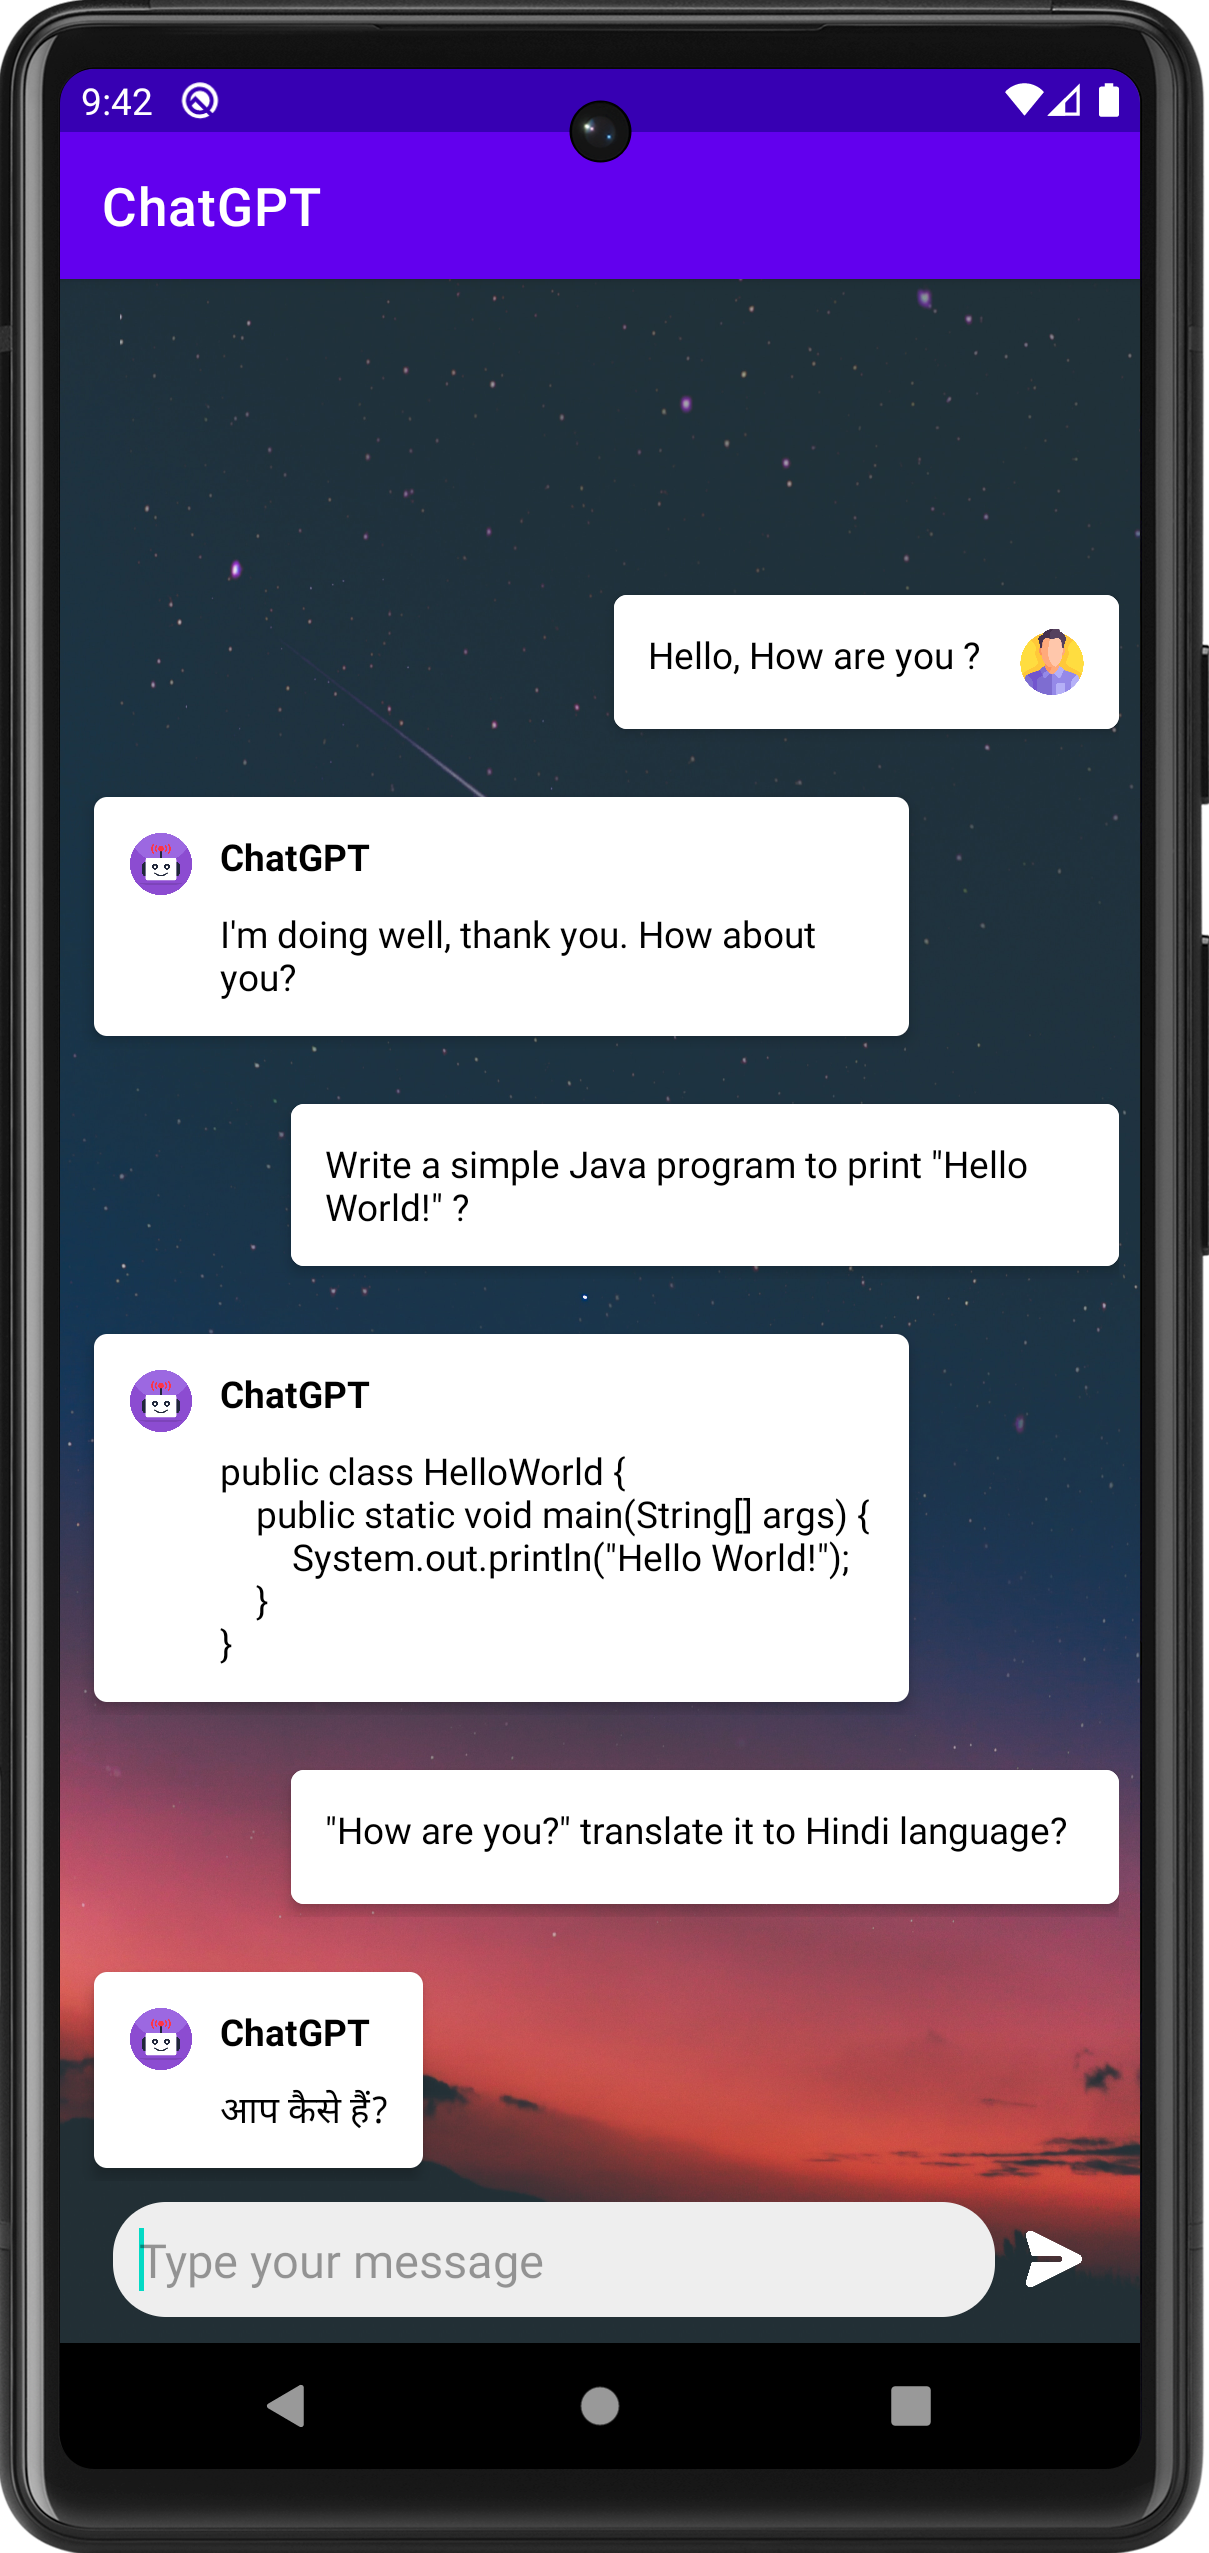 9:42
ChatGPT
Hello, How are you ?
ChatGPT
I'm doing well, thank you. How about
you?
Write a simple Java program to print "Hello
World!" ?
ChatGPT
public class HelloWorld {
    public static void main(String[] args) {
        System.out.println("Hello World!");
    }
}
"How are you?" translate it to Hindi language?
ChatGPT
आप कैसे हैं?
Type your message